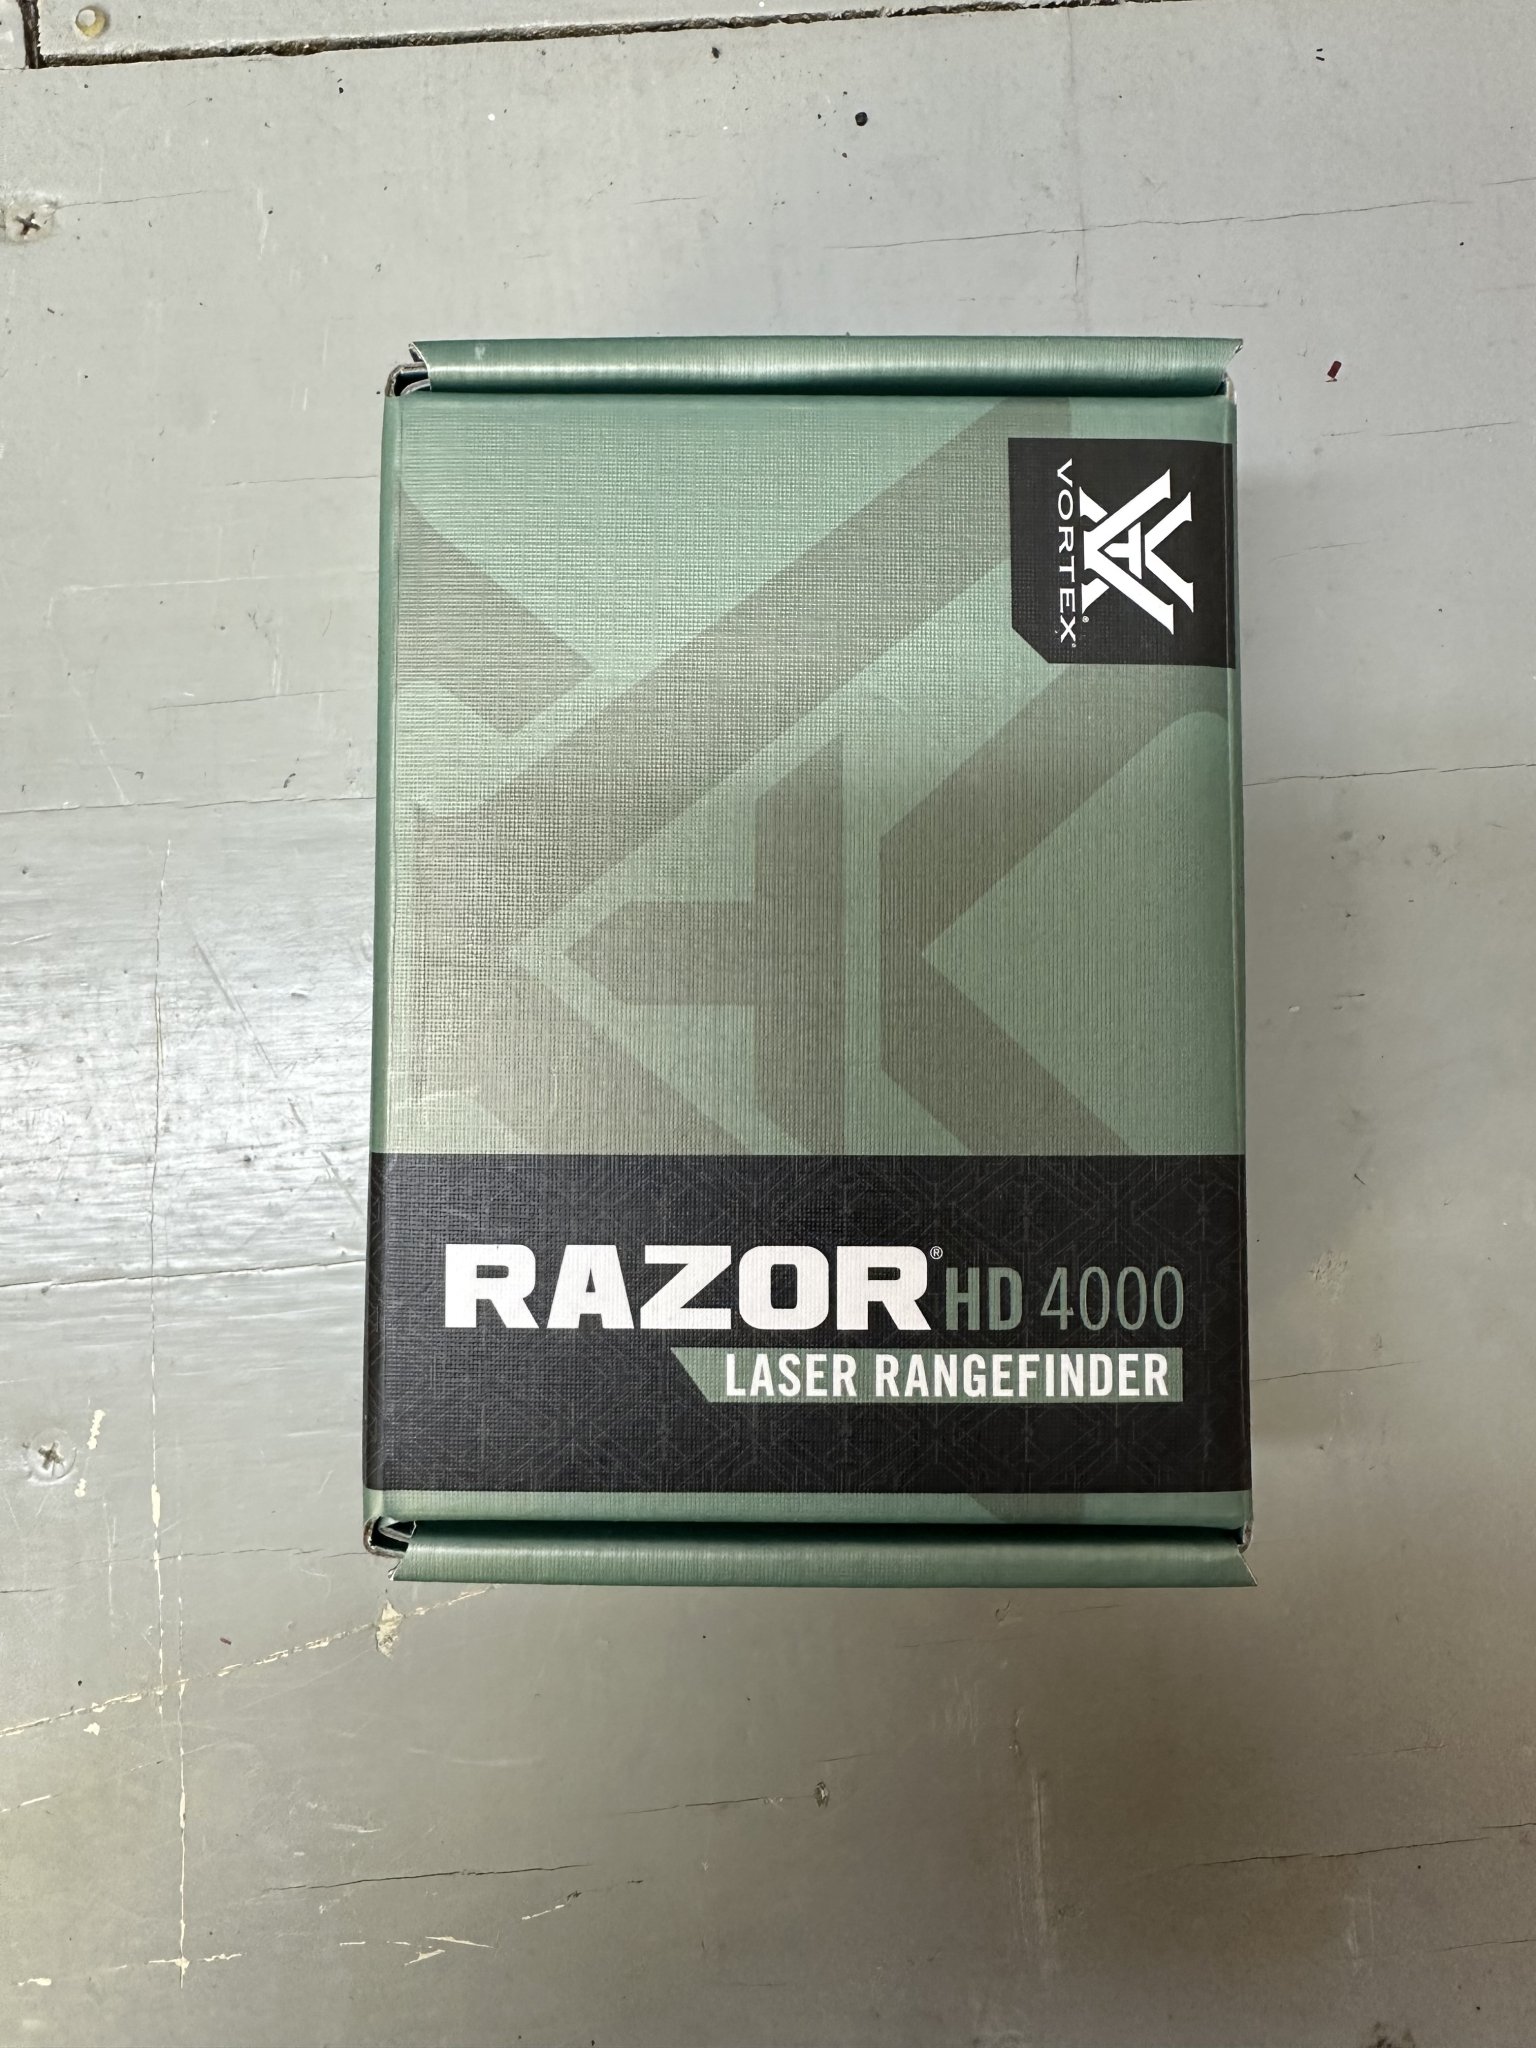 VORTEX®
RAZOR® HD 4000
LASER RANGEFINDER